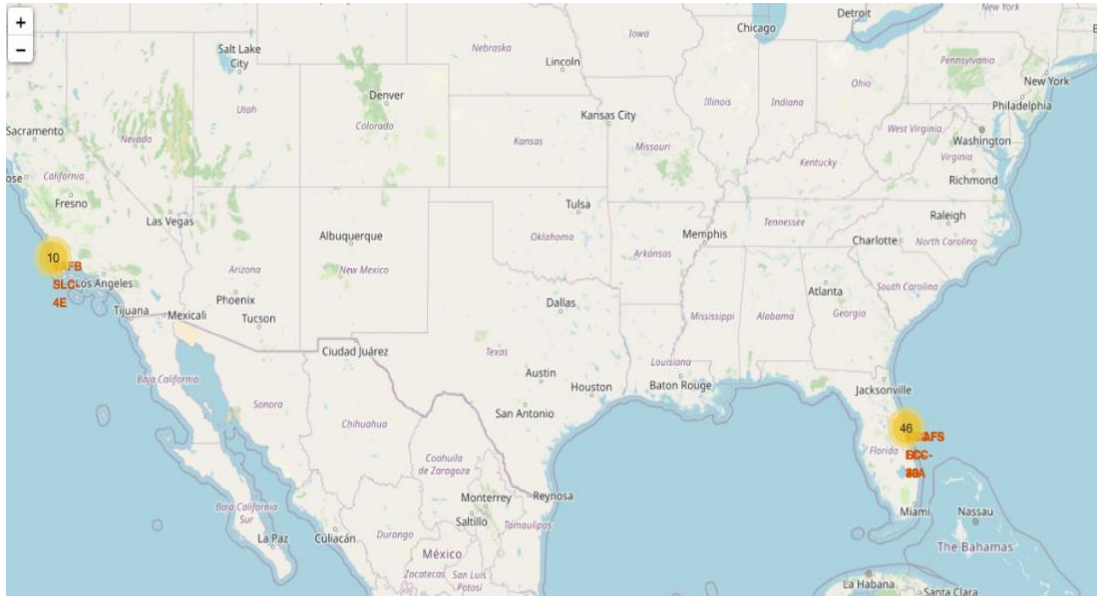 +
−
Detroit
New York
Chicago
Iowa
Nebraska
Salt Lake
City
Lincoln
Pennsylvania
New York
Denver
Utah
Ohio
Illinois
Indiana
Philadelphia
Kansas City
Colorado
Sacramento
Nevada
West Virginia
Washington
Kansas
Missouri
Virginia
Kentucky
California
Richmond
Fresno
Tulsa
Las Vegas
Raleigh
Tennessee
Albuquerque
Memphis
Charlotte
North Carolina
Oklahoma
Arkansas
10
AFB
Arizona
New Mexico
SLC-
os Angeles
South Carolina
Atlanta
Phoenix
4E
Dallas
Tijuana
Mexicali
Mississippi
Alabama
Georgia
Tucson
Ciudad Juárez
Texas
Louisiana
Austin
Baja California
Houston
Baton Rouge
Jacksonville
Sonora
San Antonio
Chihuahua
46
AFS
Florida
Coahuila
de Zaragoza
Monterrey
Reynosa
Baja California
Sur
Miami
Nassau
Saltillo
Tamaulipas
La Paz
Culiacán
Durango
México
The Bahamas
Zacatecas
San Luis
Potosí
La Habana
Santa Clara